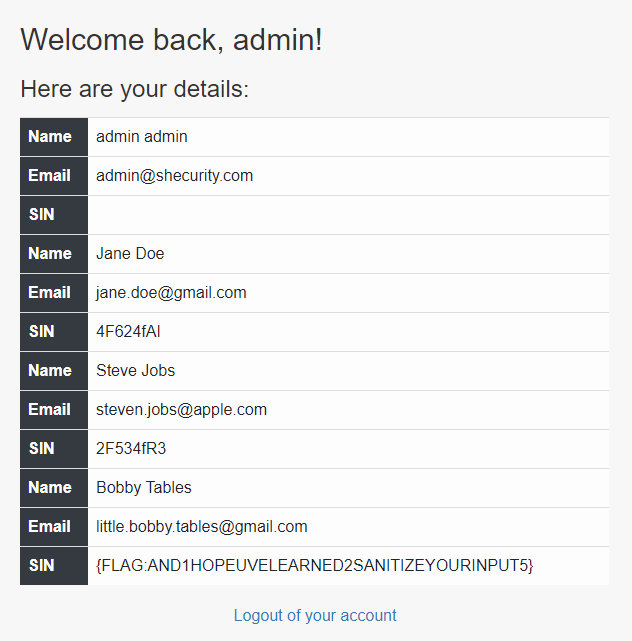 Welcome back, admin!
Here are your details:
Name admin admin
Email admin@shecurity.com
SIN
Name Jane Doe
Email jane.doe@gmail.com
SIN 4F624fAl
Name Steve Jobs
Email steven.jobs@apple.com
SIN 2F534fR3
Name Bobby Tables
Email little.bobby.tables@gmail.com
SIN {FLAG:AND1HOPEUVELEARNED2SANITIZEYOURINPUT5}
Logout of your account